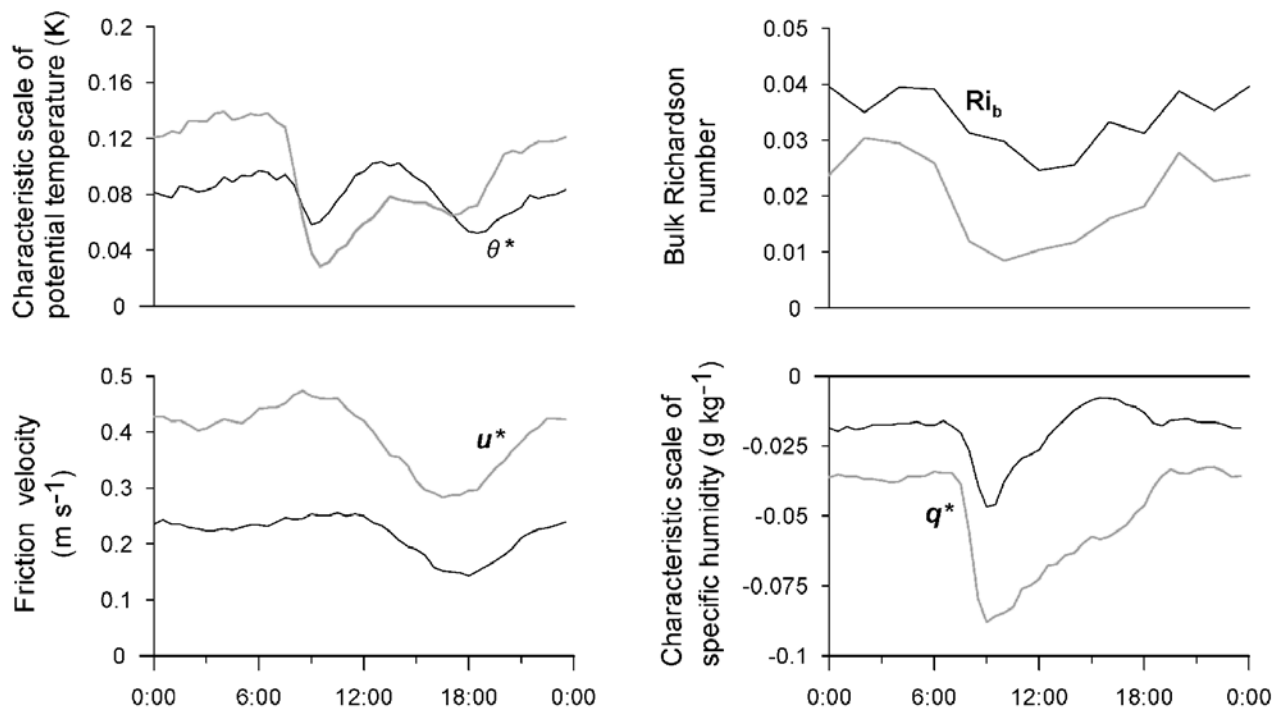 Characteristic scale of
potential temperature (K)
0.2
0.16
0.12
0.08
0.04
0
θ*
Bulk Richardson
number
0.05
0.04
0.03
0.02
0.01
0
Ri_b
Friction velocity
(m s⁻¹)
0.5
0.4
0.3
0.2
0.1
0
u*
0:00 6:00 12:00 18:00 0:00
Characteristic scale of
specific humidity (g kg⁻¹)
0
-0.025
-0.05
-0.075
-0.1
q*
0:00 6:00 12:00 18:00 0:00